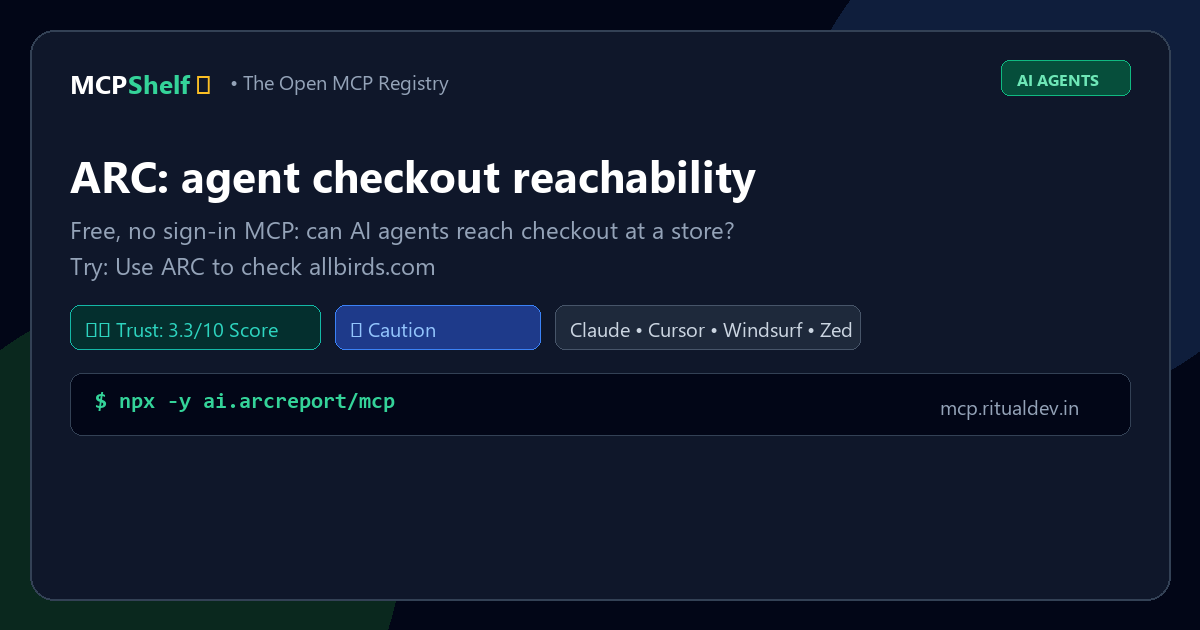 MCPShelf • The Open MCP Registry
AI AGENTS
ARC: agent checkout reachability
Free, no sign-in MCP: can AI agents reach checkout at a store?
Try: Use ARC to check allbirds.com
Trust: 3.3/10 Score
Caution
Claude • Cursor • Windsurf • Zed
$ npx -y ai.arcreport/mcp
mcp.ritualdev.in